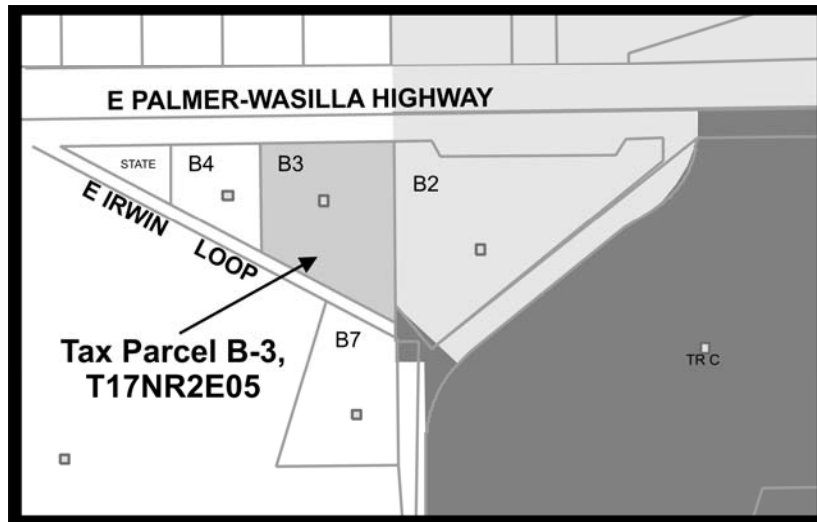 E PALMER-WASILLA HIGHWAY
STATE
B4
B3
B2
E IRWIN LOOP
Tax Parcel B-3,
T17NR2E05
B7
TR C